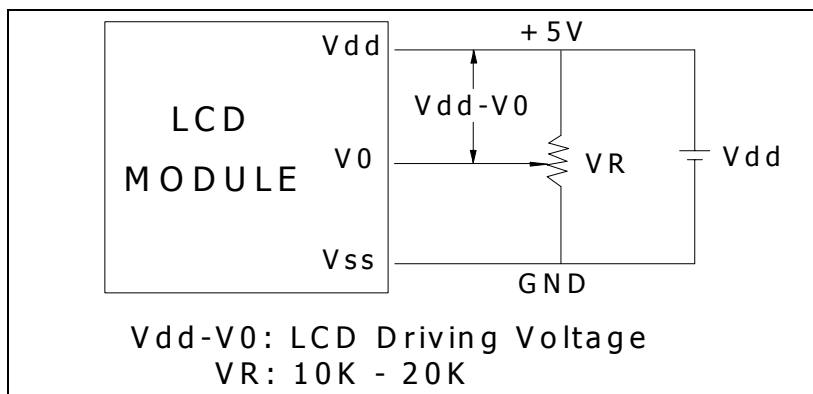 Vdd
+5V
Vdd-V0
LCD
MODULE
V0
VR
Vdd
Vss
GND
Vdd-V0: LCD Driving Voltage
VR: 10K - 20K